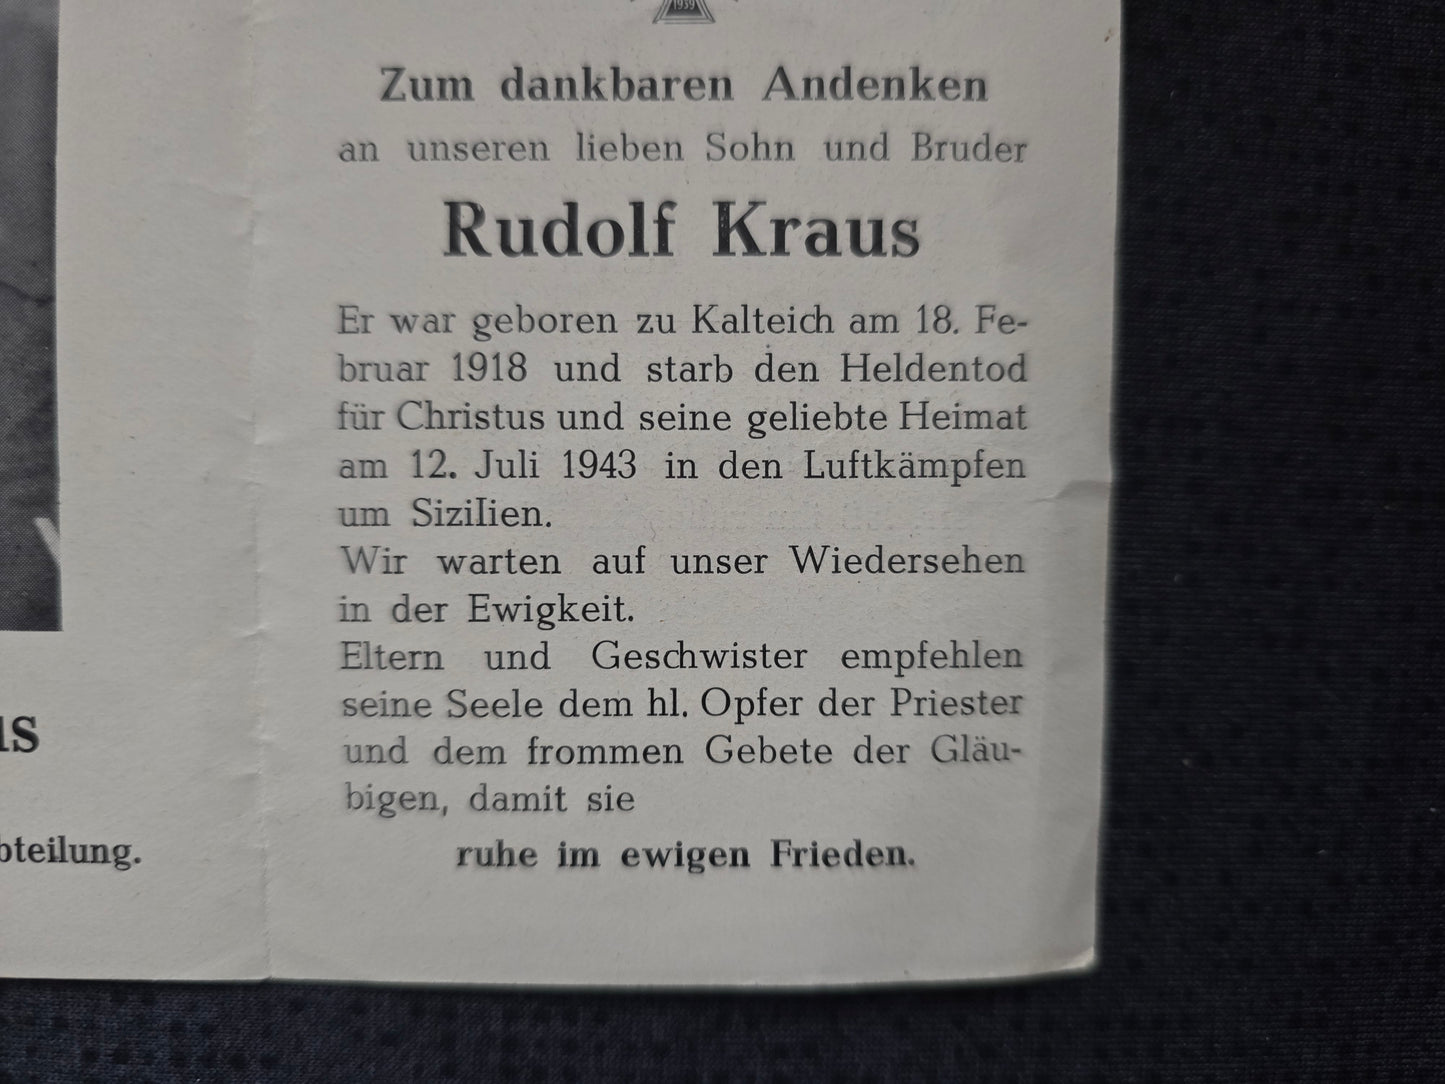 1939
Zum dankbaren Andenken
an unseren lieben Sohn und Bruder
Rudolf Kraus
Er war geboren zu Kalteich am 18. Fe-
bruar 1918 und starb den Heldentod
für Christus und seine geliebte Heimat
am 12. Juli 1943 in den Luftkämpfen
um Sizilien.
Wir warten auf unser Wiedersehen
in der Ewigkeit.
Eltern und Geschwister empfehlen
seine Seele dem hl. Opfer der Priester
und dem frommen Gebete der Gläu-
bigen, damit sie
ruhe im ewigen Frieden.
us
bteilung.